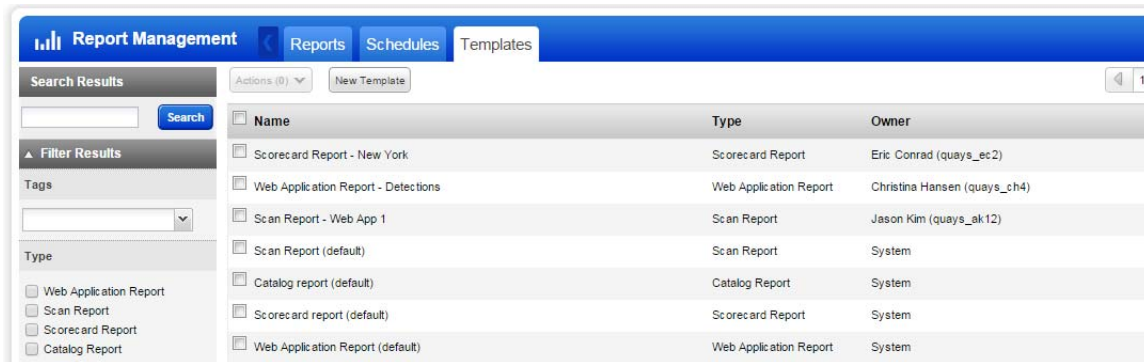 Report Management
Reports Schedules Templates
Search Results
Search
Filter Results
Tags
Type
Web Application Report
Scan Report
Scorecard Report
Catalog Report
Actions (0) New Template
1
Name Type Owner
Scorecard Report - New York Scorecard Report Eric Conrad (quays_ec2)
Web Application Report - Detections Web Application Report Christina Hansen (quays_ch4)
Scan Report - Web App 1 Scan Report Jason Kim (quays_ak12)
Scan Report (default) Scan Report System
Catalog report (default) Catalog Report System
Scorecard report (default) Scorecard Report System
Web Application Report (default) Web Application Report System